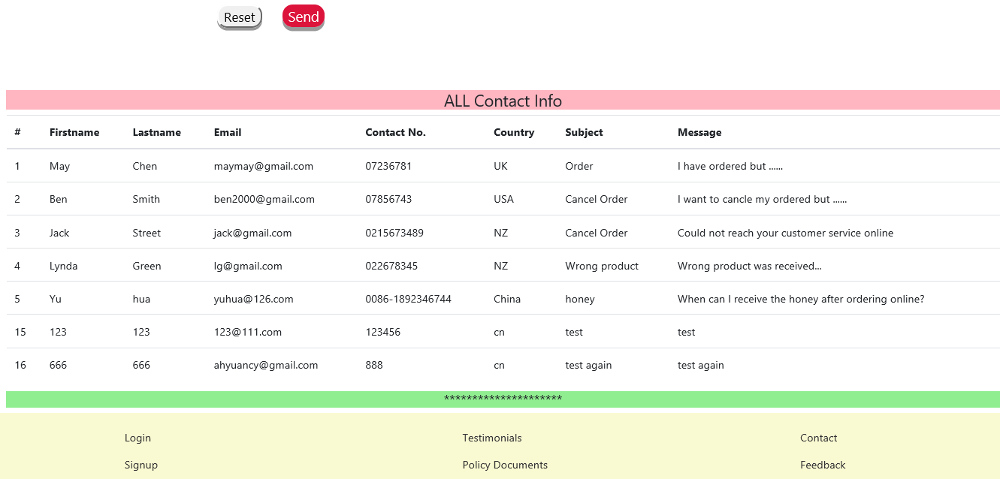 Reset Send
ALL Contact Info
# Firstname Lastname Email Contact No. Country Subject Message
1 May Chen maymay@gmail.com 07236781 UK Order I have ordered but ......
2 Ben Smith ben2000@gmail.com 07856743 USA Cancel Order I want to cancle my ordered but ......
3 Jack Street jack@gmail.com 0215673489 NZ Cancel Order Could not reach your customer service online
4 Lynda Green lg@gmail.com 022678345 NZ Wrong product Wrong product was received...
5 Yu hua yuhua@126.com 0086-1892346744 China honey When can I receive the honey after ordering online?
15 123 123 123@111.com 123456 cn test test
16 666 666 ahyuancy@gmail.com 888 cn test again test again
*********************
Login Testimonials Contact
Signup Policy Documents Feedback